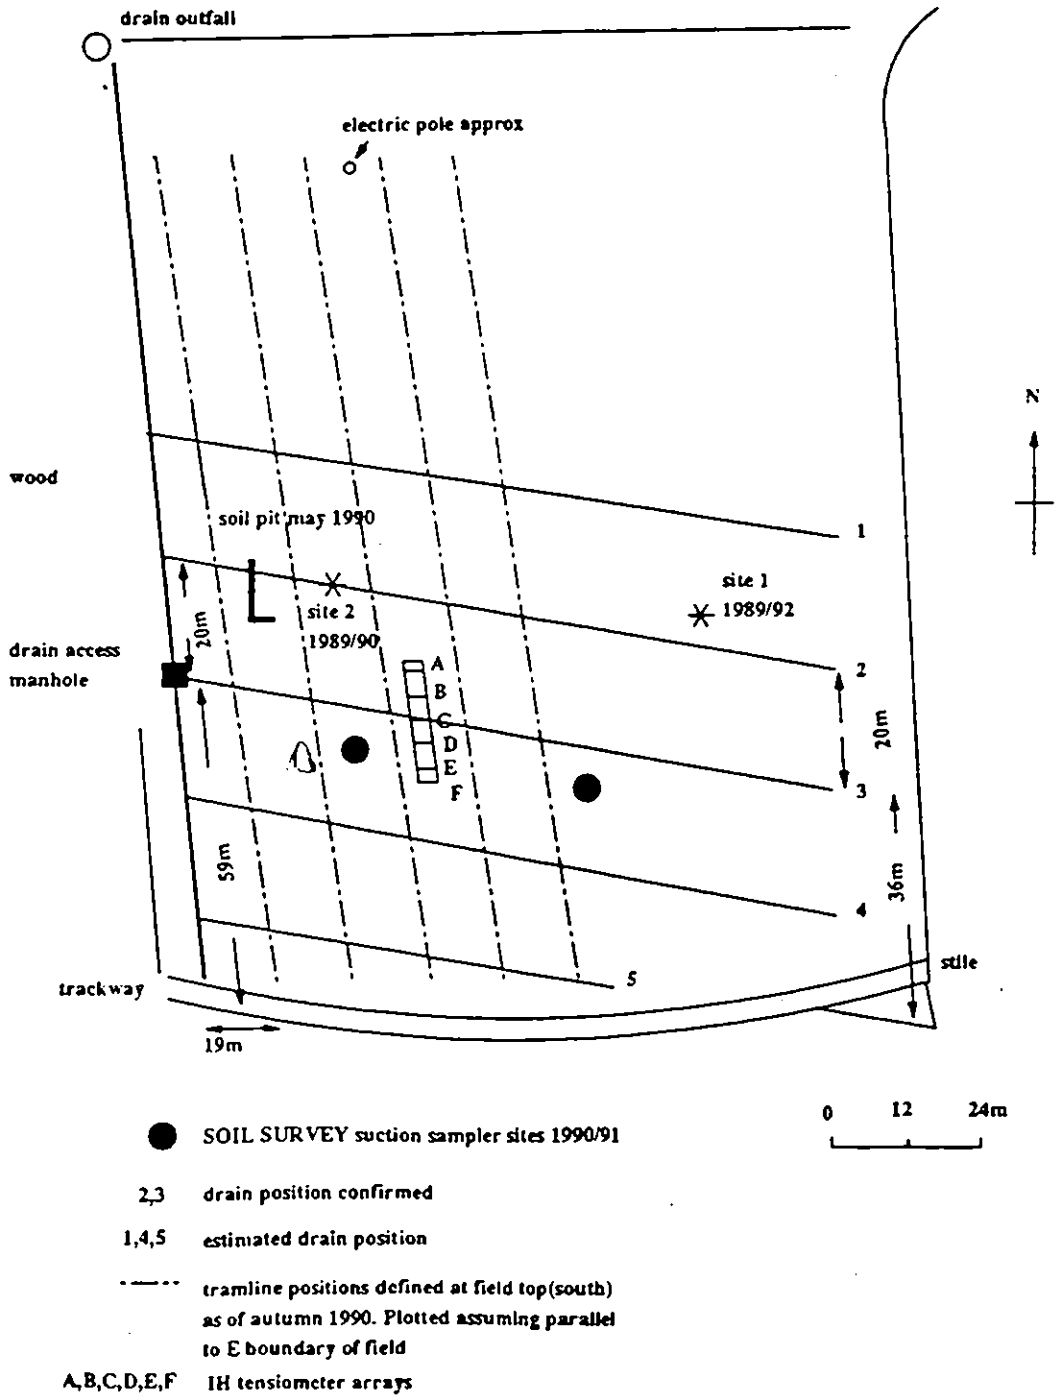 drain outfall
electric pole approx
N
wood
soil pit may 1990
1
site 1
1989/92
site 2
1989/90
20m
drain access
manhole
A
B
C
D
E
F
2
20m
3
59m
36m
4
5
stile
trackway
19m
0 12 24m
SOIL SURVEY suction sampler sites 1990/91
2,3 drain position confirmed
1,4,5 estimated drain position
tramline positions defined at field top(south)
as of autumn 1990. Plotted assuming parallel
to E boundary of field
A,B,C,D,E,F IH tensiometer arrays